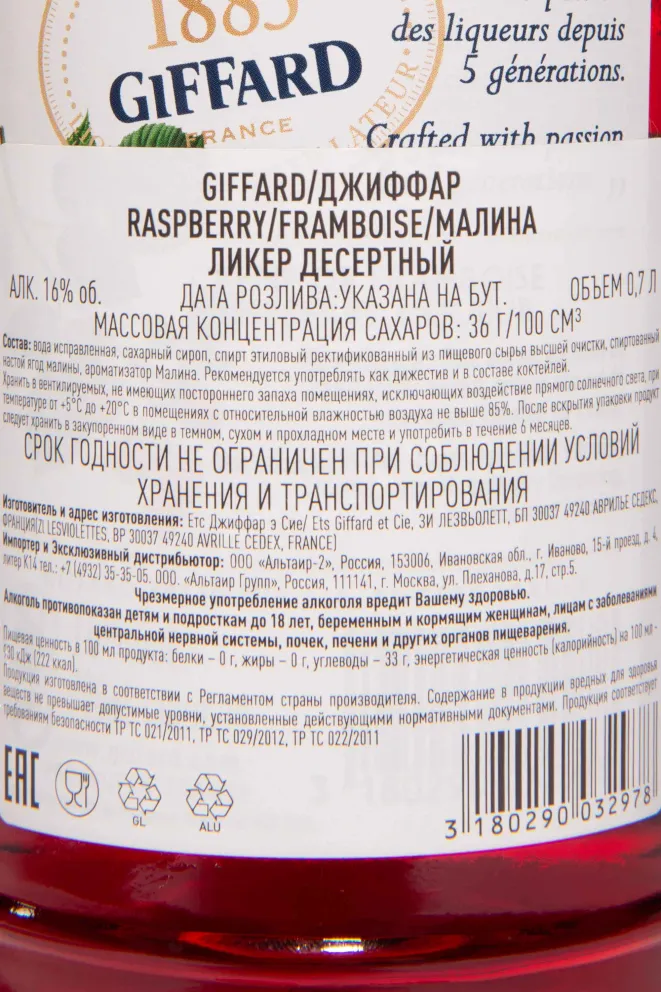 1885
des liqueurs depuis
GIFFARD
5 générations.
FRANCE
Crafted with passion
GIFFARD/ДЖИФФАР
RASPBERRY/FRAMBOISE/МАЛИНА
ЛИКЕР ДЕСЕРТНЫЙ
АЛК. 16% об. ДАТА РОЗЛИВА:УКАЗАНА НА БУТ. ОБЪЕМ 0,7 Л
МАССОВАЯ КОНЦЕНТРАЦИЯ САХАРОВ: 36 Г/100 СМ³
Состав: вода исправленная, сахарный сироп, спирт этиловый ректификованный из пищевого сырья высшей очистки, спиртованный
настой ягод малины, ароматизатор Малина. Рекомендуется употреблять как дижестив и в составе коктейлей.
Хранить в вентилируемых, не имеющих постороннего запаха помещениях, исключающих воздействие прямого солнечного света, при
температуре от +5°С до +20°С в помещениях с относительной влажностью воздуха не выше 85%. После вскрытия упаковки продукт
следует хранить в закупоренном виде в темном, сухом и прохладном месте и употребить в течение 6 месяцев.
СРОК ГОДНОСТИ НЕ ОГРАНИЧЕН ПРИ СОБЛЮДЕНИИ УСЛОВИЙ
ХРАНЕНИЯ И ТРАНСПОРТИРОВАНИЯ
Изготовитель и адрес изготовления: Етс Джиффар э Сие/ Ets Giffard et Cie, ЗИ ЛЕЗВЬОЛЕТТ, БП 30037 49240 АВРИЛЬЕ СЕДЕКС,
ФРАНЦИЯ(ZI LESVIOLETTES, BP 30037 49240 AVRILLE CEDEX, FRANCE)
Импортер и Эксклюзивный дистрибьютор: ООО «Альтаир-2», Россия, 153006, Ивановская обл., г. Иваново, 15-й проезд, д. 4,
литер К14 тел.: +7 (4932) 35-35-05. ООО. «Альтаир Групп», Россия, 111141, г. Москва, ул. Плеханова, д.17, стр.5.
Чрезмерное употребление алкоголя вредит Вашему здоровью.
Алкоголь противопоказан детям и подросткам до 18 лет, беременным и кормящим женщинам, лицам с заболеваниями
центральной нервной системы, почек, печени и других органов пищеварения.
Пищевая ценность в 100 мл продукта: белки – 0 г, жиры – 0 г, углеводы – 33 г, энергетическая ценность (калорийность) на 100 мл -
930 кДж (222 ккал).
Продукция изготовлена в соответствии с Регламентом страны производителя. Содержание в продукции вредных для здоровья
веществ не превышает допустимые уровни, установленные действующими нормативными документами. Продукция соответствует
требованиям безопасности ТР ТС 021/2011, ТР ТС 029/2012, ТР ТС 022/2011
EAC
GL
ALU
3 180290 032978